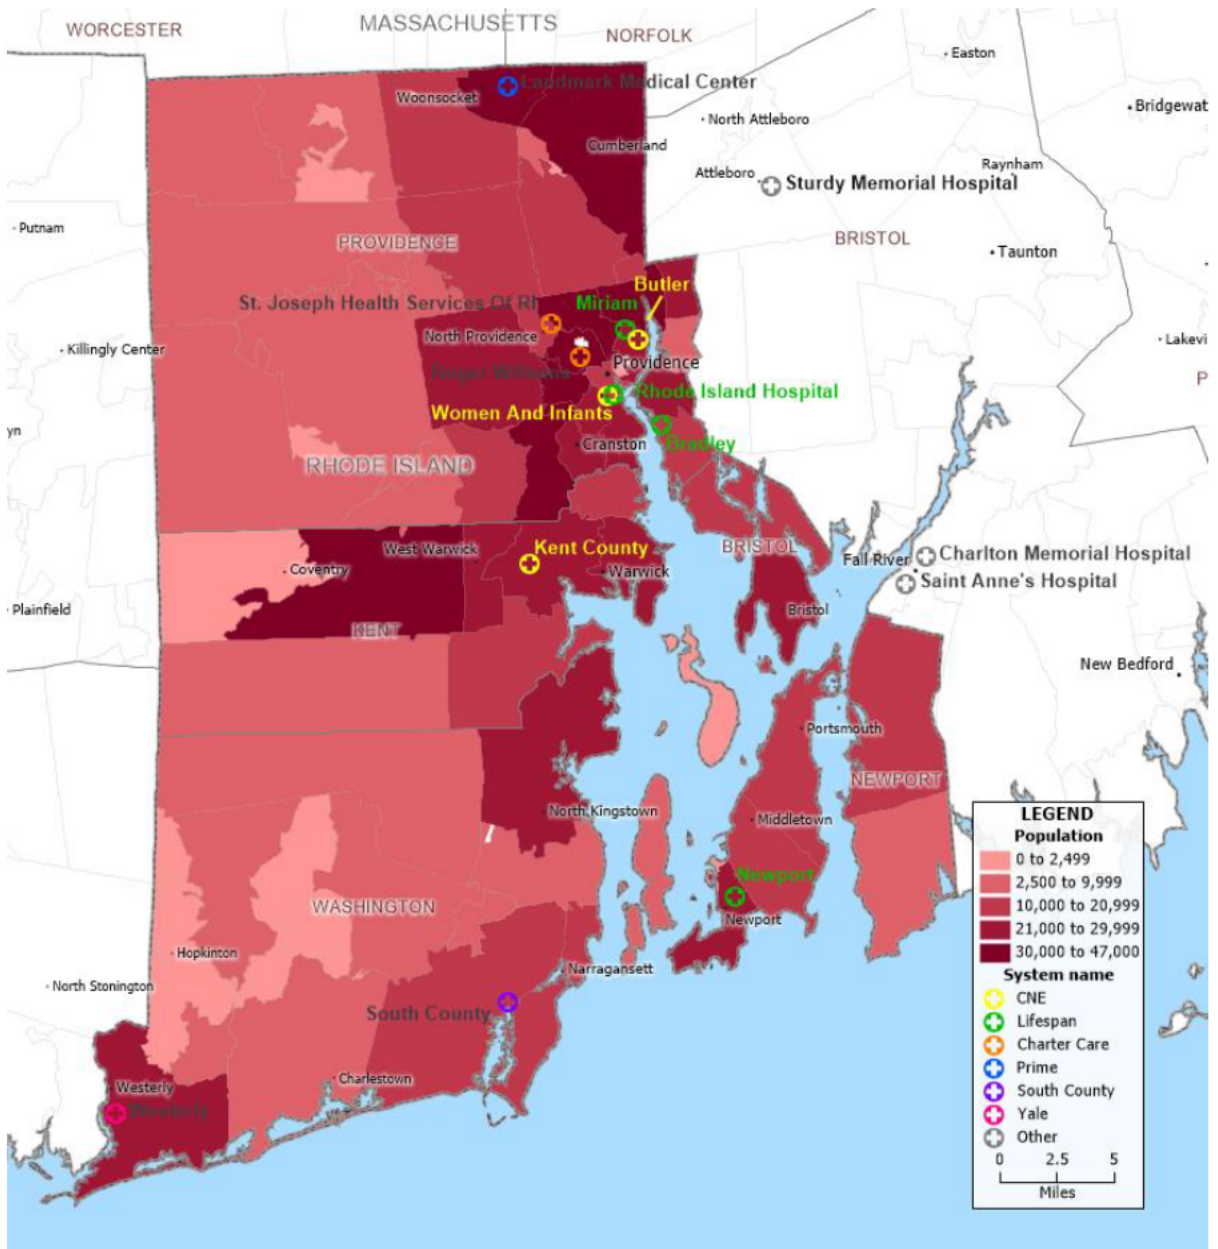 MASSACHUSETTS
WORCESTER
NORFOLK
Easton
Landmark Medical Center
Woonsocket
Bridgewat
North Attleboro
Cumberland
Raynham
Attleboro
Sturdy Memorial Hospital
Putnam
PROVIDENCE
BRISTOL
Taunton
Butler
St. Joseph Health Services Of RI
Miriam
North Providence
Lakevi
Killingly Center
Providence
Roger Williams
P
Rhode Island Hospital
Women And Infants
yn
Cranston
Bradley
RHODE ISLAND
West Warwick
Kent County
BRISTOL
Charlton Memorial Hospital
Fall River
Coventry
Warwick
Saint Anne's Hospital
Plainfield
Bristol
KENT
New Bedford
Portsmouth
NEWPORT
North Kingstown
Middletown
Newport
WASHINGTON
Newport
Hopkinton
Narragansett
North Stonington
South County
Charlestown
Westerly
Westerly
LEGEND
Population
0 to 2,499
2,500 to 9,999
10,000 to 20,999
21,000 to 29,999
30,000 to 47,000
System name
CNE
Lifespan
Charter Care
Prime
South County
Yale
Other
0 2.5 5
Miles